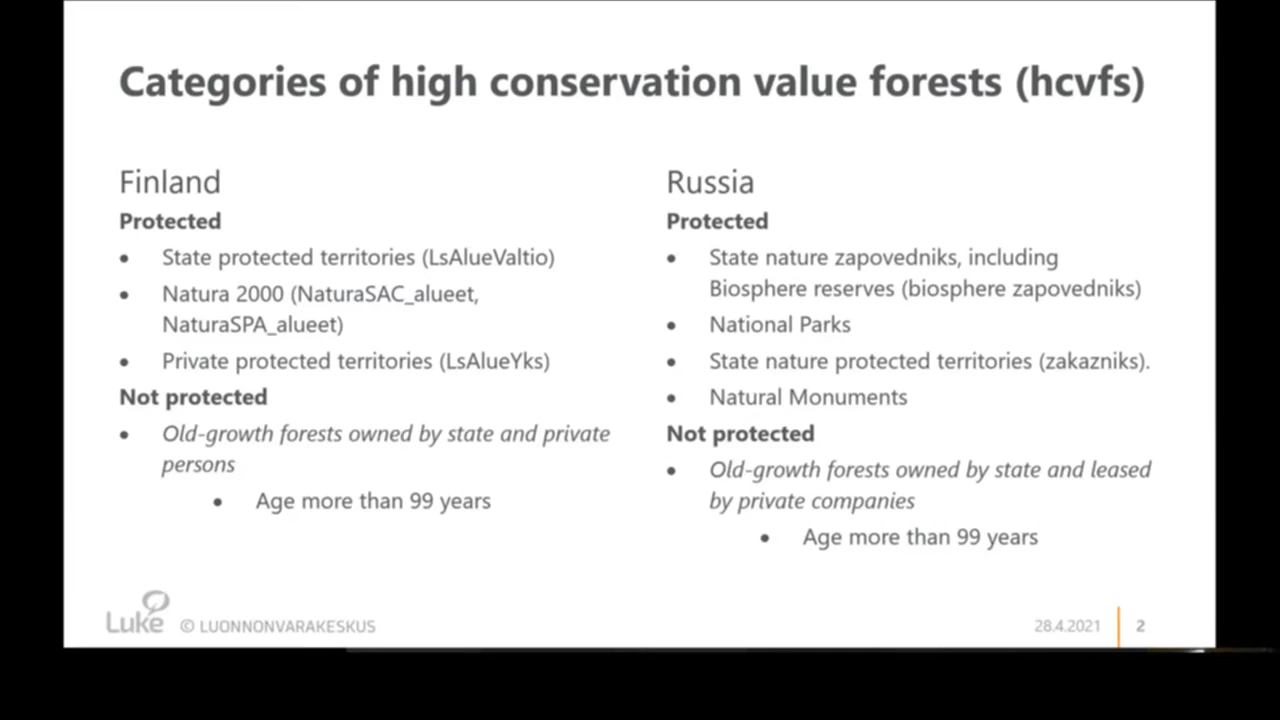 Categories of high conservation value forests (hcvfs)
Finland
Protected
• State protected territories (LsAlueValtio)
• Natura 2000 (NaturaSAC_alueet,
NaturaSPA_alueet)
• Private protected territories (LsAlueYks)
Not protected
• Old-growth forests owned by state and private
persons
• Age more than 99 years
Russia
Protected
• State nature zapovedniks, including
Biosphere reserves (biosphere zapovedniks)
• National Parks
• State nature protected territories (zakazniks).
• Natural Monuments
Not protected
• Old-growth forests owned by state and leased
by private companies
• Age more than 99 years
Luke © LUONNONVARAKESKUS
28.4.2021 2